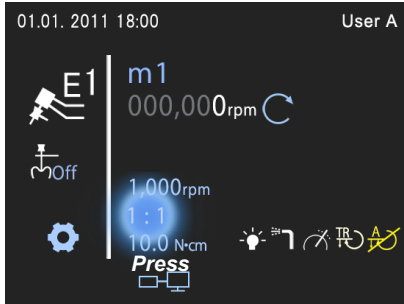 01.01. 2011 18:00 User A
E1
m1
000,000rpm
Off
1,000rpm
1 : 1
10.0 N•cm
TR A
Press